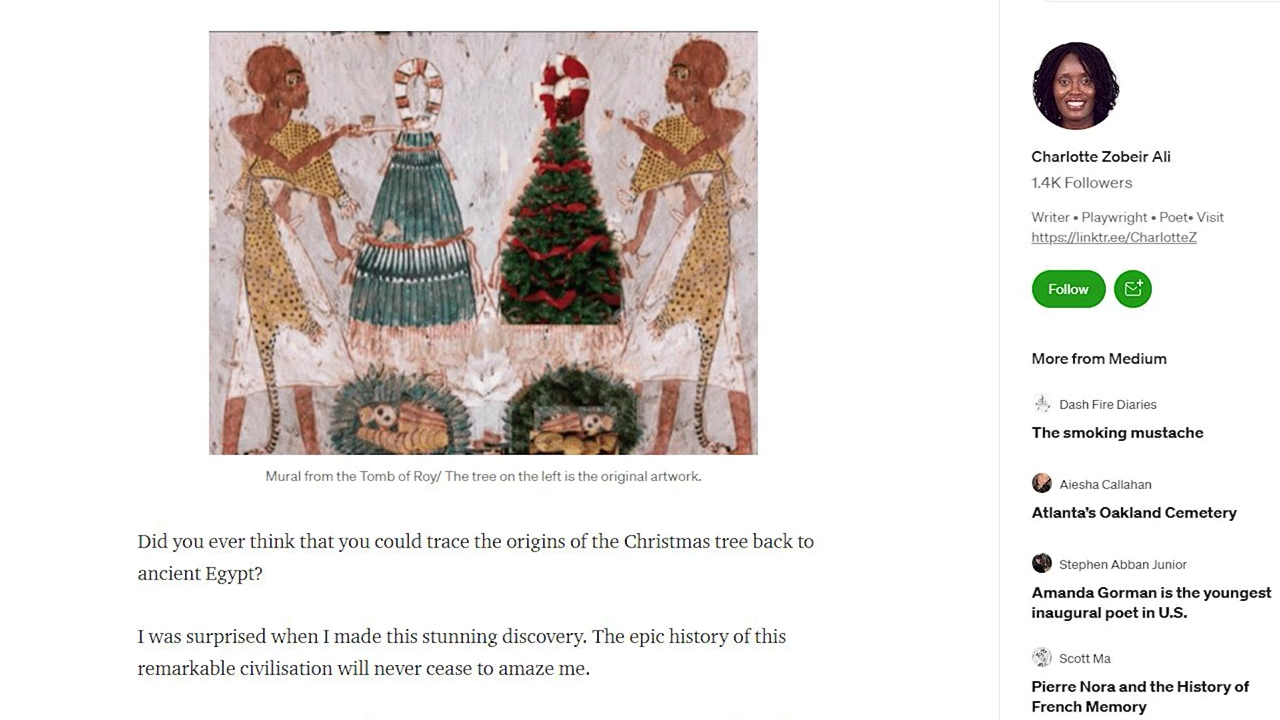 Mural from the Tomb of Roy/ The tree on the left is the original artwork.
Did you ever think that you could trace the origins of the Christmas tree back to
ancient Egypt?
I was surprised when I made this stunning discovery. The epic history of this
remarkable civilisation will never cease to amaze me.
Charlotte Zobeir Ali
1.4K Followers
Writer • Playwright • Poet• Visit
https://linktr.ee/CharlotteZ
Follow
More from Medium
Dash Fire Diaries
The smoking mustache
Aiesha Callahan
Atlanta's Oakland Cemetery
Stephen Abban Junior
Amanda Gorman is the youngest
inaugural poet in U.S.
Scott Ma
Pierre Nora and the History of
French Memory